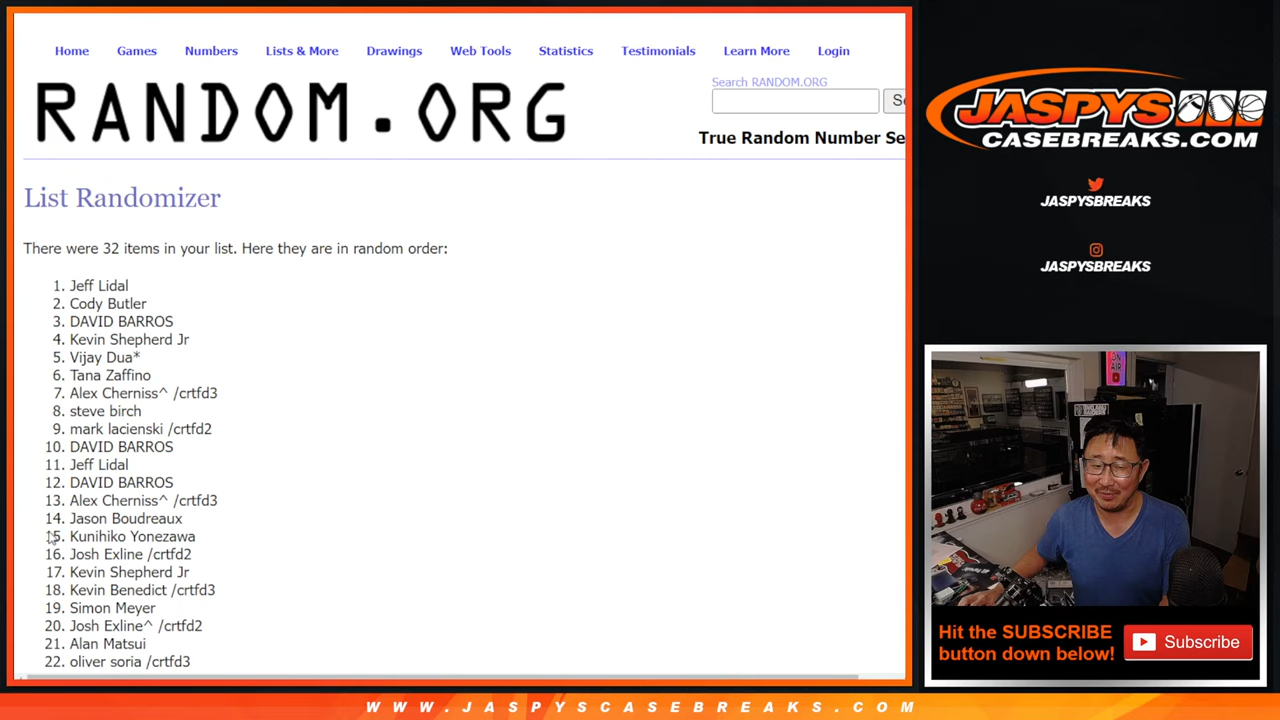 Home Games Numbers Lists & More Drawings Web Tools Statistics Testimonials Learn More Login
Search RANDOM.ORG
RANDOM.ORG
True Random Number Se
List Randomizer
There were 32 items in your list. Here they are in random order:
1. Jeff Lidal
2. Cody Butler
3. DAVID BARROS
4. Kevin Shepherd Jr
5. Vijay Dua*
6. Tana Zaffino
7. Alex Cherniss^ /crtfd3
8. steve birch
9. mark lacienski /crtfd2
10. DAVID BARROS
11. Jeff Lidal
12. DAVID BARROS
13. Alex Cherniss^ /crtfd3
14. Jason Boudreaux
15. Kunihiko Yonezawa
16. Josh Exline /crtfd2
17. Kevin Shepherd Jr
18. Kevin Benedict /crtfd3
19. Simon Meyer
20. Josh Exline^ /crtfd2
21. Alan Matsui
22. oliver soria /crtfd3
JASPYS
CASEBREAKS.COM
JASPYSBREAKS
JASPYSBREAKS
ON
AIR
Hit the SUBSCRIBE
button down below!
Subscribe
WWW.JASPYSCASEBREAKS.COM